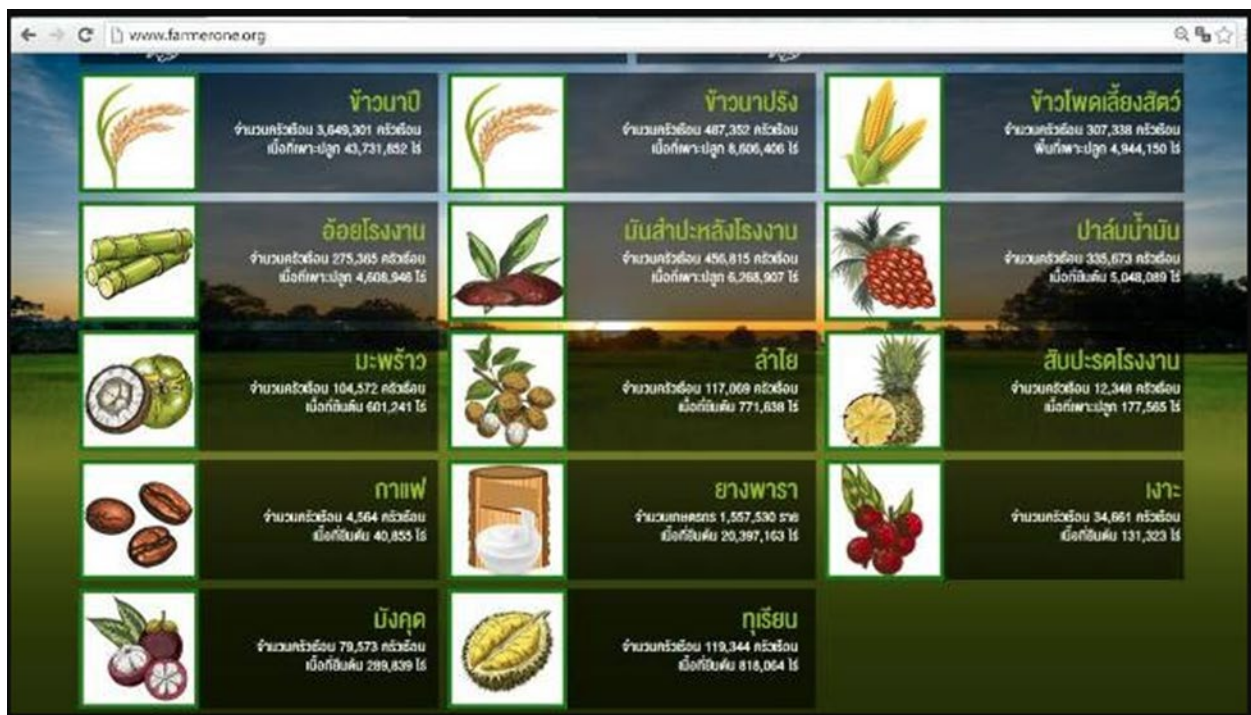 www.farmerone.org
ข้าวนาปี
จำนวนครัวเรือน 3,649,301 ครัวเรือน
เนื้อที่เพาะปลูก 43,731,852 ไร่
ข้าวนาปรัง
จำนวนครัวเรือน 487,352 ครัวเรือน
เนื้อที่เพาะปลูก 8,606,406 ไร่
ข้าวโพดเลี้ยงสัตว์
จำนวนครัวเรือน 307,338 ครัวเรือน
พื้นที่เพาะปลูก 4,944,150 ไร่
อ้อยโรงงาน
จำนวนครัวเรือน 275,365 ครัวเรือน
เนื้อที่เพาะปลูก 4,608,946 ไร่
มันสำปะหลังโรงงาน
จำนวนครัวเรือน 456,815 ครัวเรือน
เนื้อที่เพาะปลูก 6,268,907 ไร่
ปาล์มน้ำมัน
จำนวนครัวเรือน 335,673 ครัวเรือน
เนื้อที่ยืนต้น 5,048,089 ไร่
มะพร้าว
จำนวนครัวเรือน 104,572 ครัวเรือน
เนื้อที่ยืนต้น 601,241 ไร่
ลำไย
จำนวนครัวเรือน 117,069 ครัวเรือน
เนื้อที่ยืนต้น 771,638 ไร่
สับปะรดโรงงาน
จำนวนครัวเรือน 12,348 ครัวเรือน
เนื้อที่เพาะปลูก 177,565 ไร่
กาแฟ
จำนวนครัวเรือน 4,564 ครัวเรือน
เนื้อที่ยืนต้น 40,855 ไร่
ยางพารา
จำนวนเกษตรกร 1,557,530 ราย
เนื้อที่ยืนต้น 20,397,163 ไร่
เงาะ
จำนวนครัวเรือน 34,661 ครัวเรือน
เนื้อที่ยืนต้น 131,323 ไร่
มังคุด
จำนวนครัวเรือน 79,573 ครัวเรือน
เนื้อที่ยืนต้น 289,839 ไร่
ทุเรียน
จำนวนครัวเรือน 119,344 ครัวเรือน
เนื้อที่ยืนต้น 818,064 ไร่